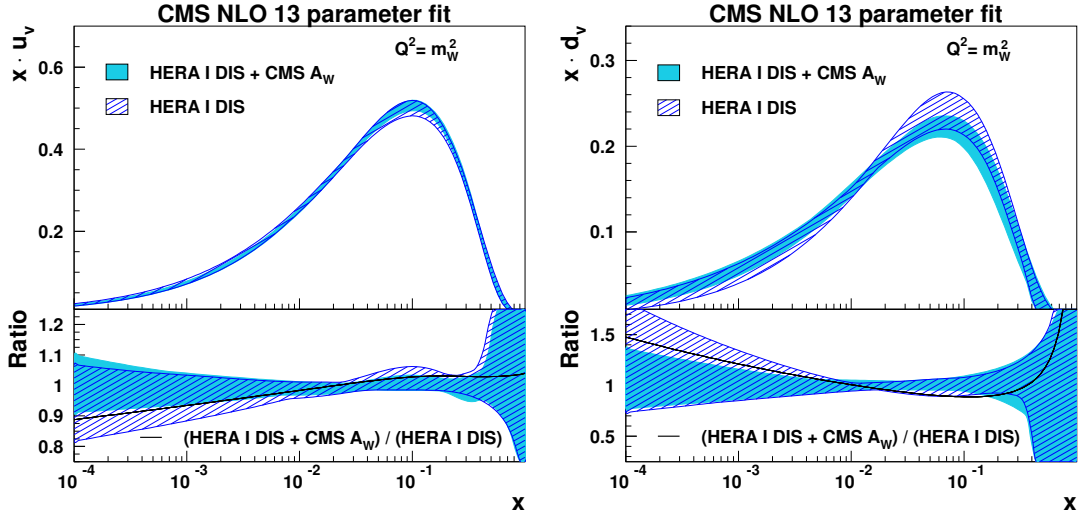 CMS NLO 13 parameter fit
x · u_v
Q² = m_W²
HERA I DIS + CMS A_W
HERA I DIS
0.6
0.4
0.2
Ratio
1.2
1.1
1
0.9
0.8
(HERA I DIS + CMS A_W) / (HERA I DIS)
10⁻⁴ 10⁻³ 10⁻² 10⁻¹
x
CMS NLO 13 parameter fit
x · d_v
Q² = m_W²
HERA I DIS + CMS A_W
HERA I DIS
0.3
0.2
0.1
Ratio
1.5
1
0.5
(HERA I DIS + CMS A_W) / (HERA I DIS)
10⁻⁴ 10⁻³ 10⁻² 10⁻¹
x